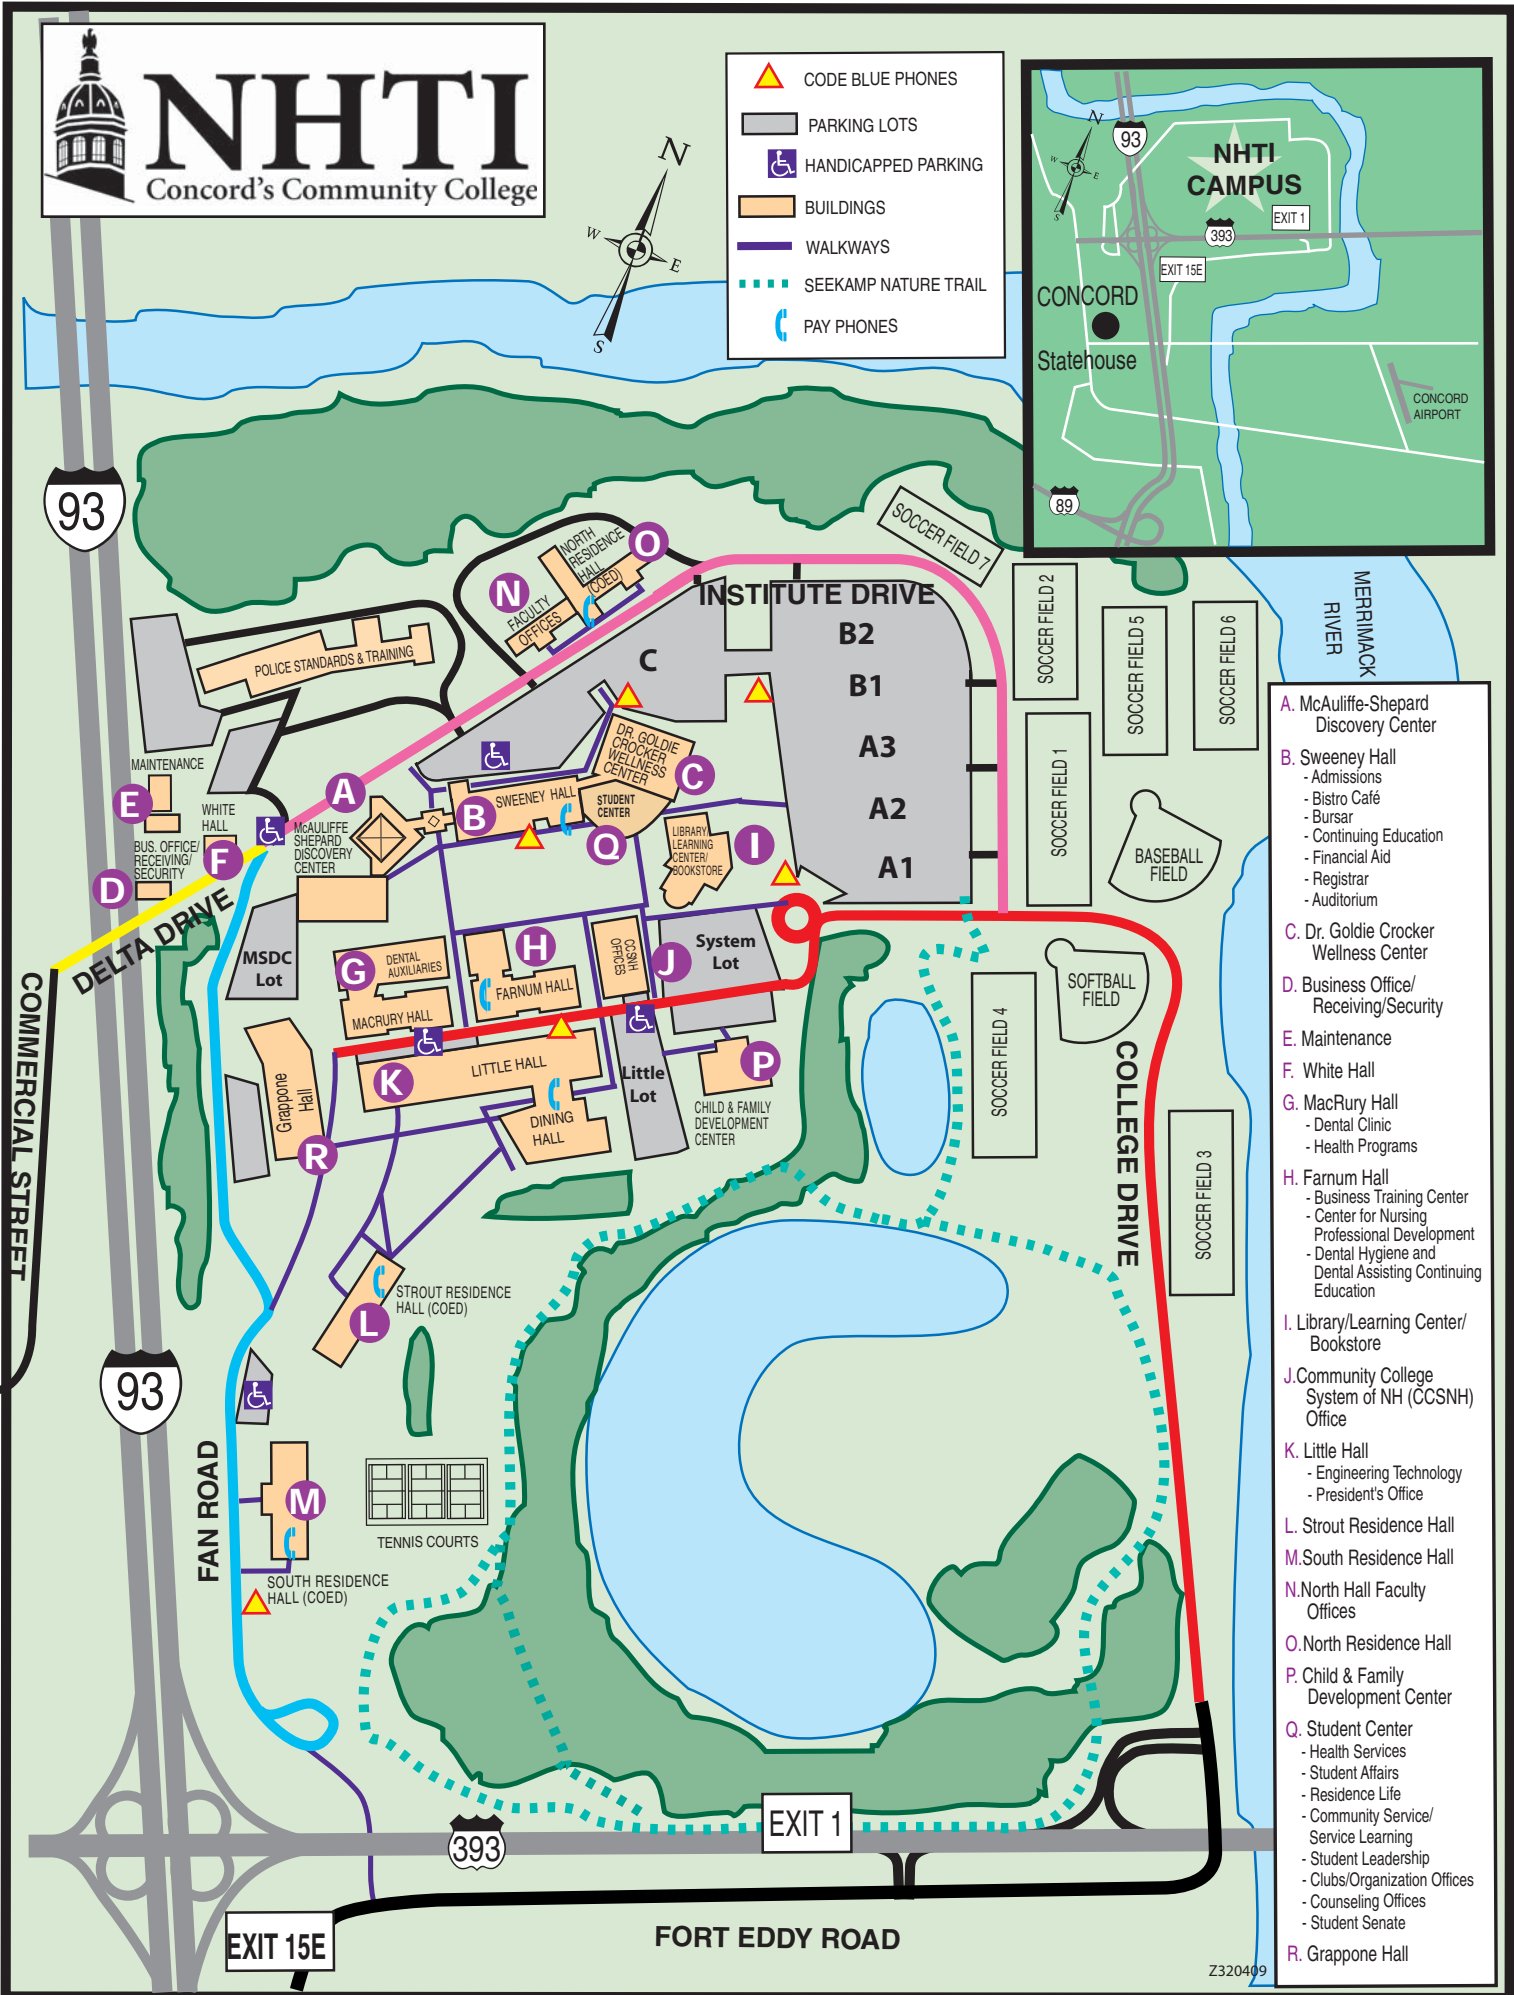 NHTI
Concord's Community College
CODE BLUE PHONES
PARKING LOTS
HANDICAPPED PARKING
BUILDINGS
WALKWAYS
SEEKAMP NATURE TRAIL
PAY PHONES
N
W
E
S
N
W
E
S
93
NHTI
CAMPUS
EXIT 1
393
EXIT 15E
CONCORD
Statehouse
CONCORD
AIRPORT
89
93
SOCCER FIELD 7
NORTH
RESIDENCE
HALL
(COED)
O
N
FACULTY
OFFICES
INSTITUTE DRIVE
B2
C
B1
A3
A2
A1
SOCCER FIELD 2
SOCCER FIELD 5
SOCCER FIELD 6
SOCCER FIELD 1
MERRIMACK
RIVER
POLICE STANDARDS & TRAINING
MAINTENANCE
E
WHITE
HALL
F
BUS. OFFICE/
RECEIVING/
SECURITY
D
A
McAULIFFE
SHEPARD
DISCOVERY
CENTER
B
SWEENEY HALL
DR. GOLDIE
CROCKER
WELLNESS
CENTER
C
STUDENT
CENTER
Q
LIBRARY/
LEARNING
CENTER/
BOOKSTORE
I
BASEBALL
FIELD
DELTA DRIVE
COMMERCIAL STREET
MSDC
Lot
G
DENTAL
AUXILIARIES
MACRURY HALL
H
FARNUM HALL
CCSNH
OFFICES
J
System
Lot
SOFTBALL
FIELD
SOCCER FIELD 4
Grappone
Hall
K
LITTLE HALL
Little
Lot
P
CHILD & FAMILY
DEVELOPMENT
CENTER
DINING
HALL
R
COLLEGE DRIVE
SOCCER FIELD 3
STROUT RESIDENCE
HALL (COED)
L
93
FAN ROAD
M
TENNIS COURTS
SOUTH RESIDENCE
HALL (COED)
393
EXIT 1
EXIT 15E
FORT EDDY ROAD
Z320409
A. McAuliffe-Shepard
Discovery Center
B. Sweeney Hall
- Admissions
- Bistro Café
- Bursar
- Continuing Education
- Financial Aid
- Registrar
- Auditorium
C. Dr. Goldie Crocker
Wellness Center
D. Business Office/
Receiving/Security
E. Maintenance
F. White Hall
G. MacRury Hall
- Dental Clinic
- Health Programs
H. Farnum Hall
- Business Training Center
- Center for Nursing
Professional Development
- Dental Hygiene and
Dental Assisting Continuing
Education
I. Library/Learning Center/
Bookstore
J.Community College
System of NH (CCSNH)
Office
K. Little Hall
- Engineering Technology
- President's Office
L. Strout Residence Hall
M.South Residence Hall
N.North Hall Faculty
Offices
O.North Residence Hall
P. Child & Family
Development Center
Q. Student Center
- Health Services
- Student Affairs
- Residence Life
- Community Service/
Service Learning
- Student Leadership
- Clubs/Organization Offices
- Counseling Offices
- Student Senate
R. Grappone Hall